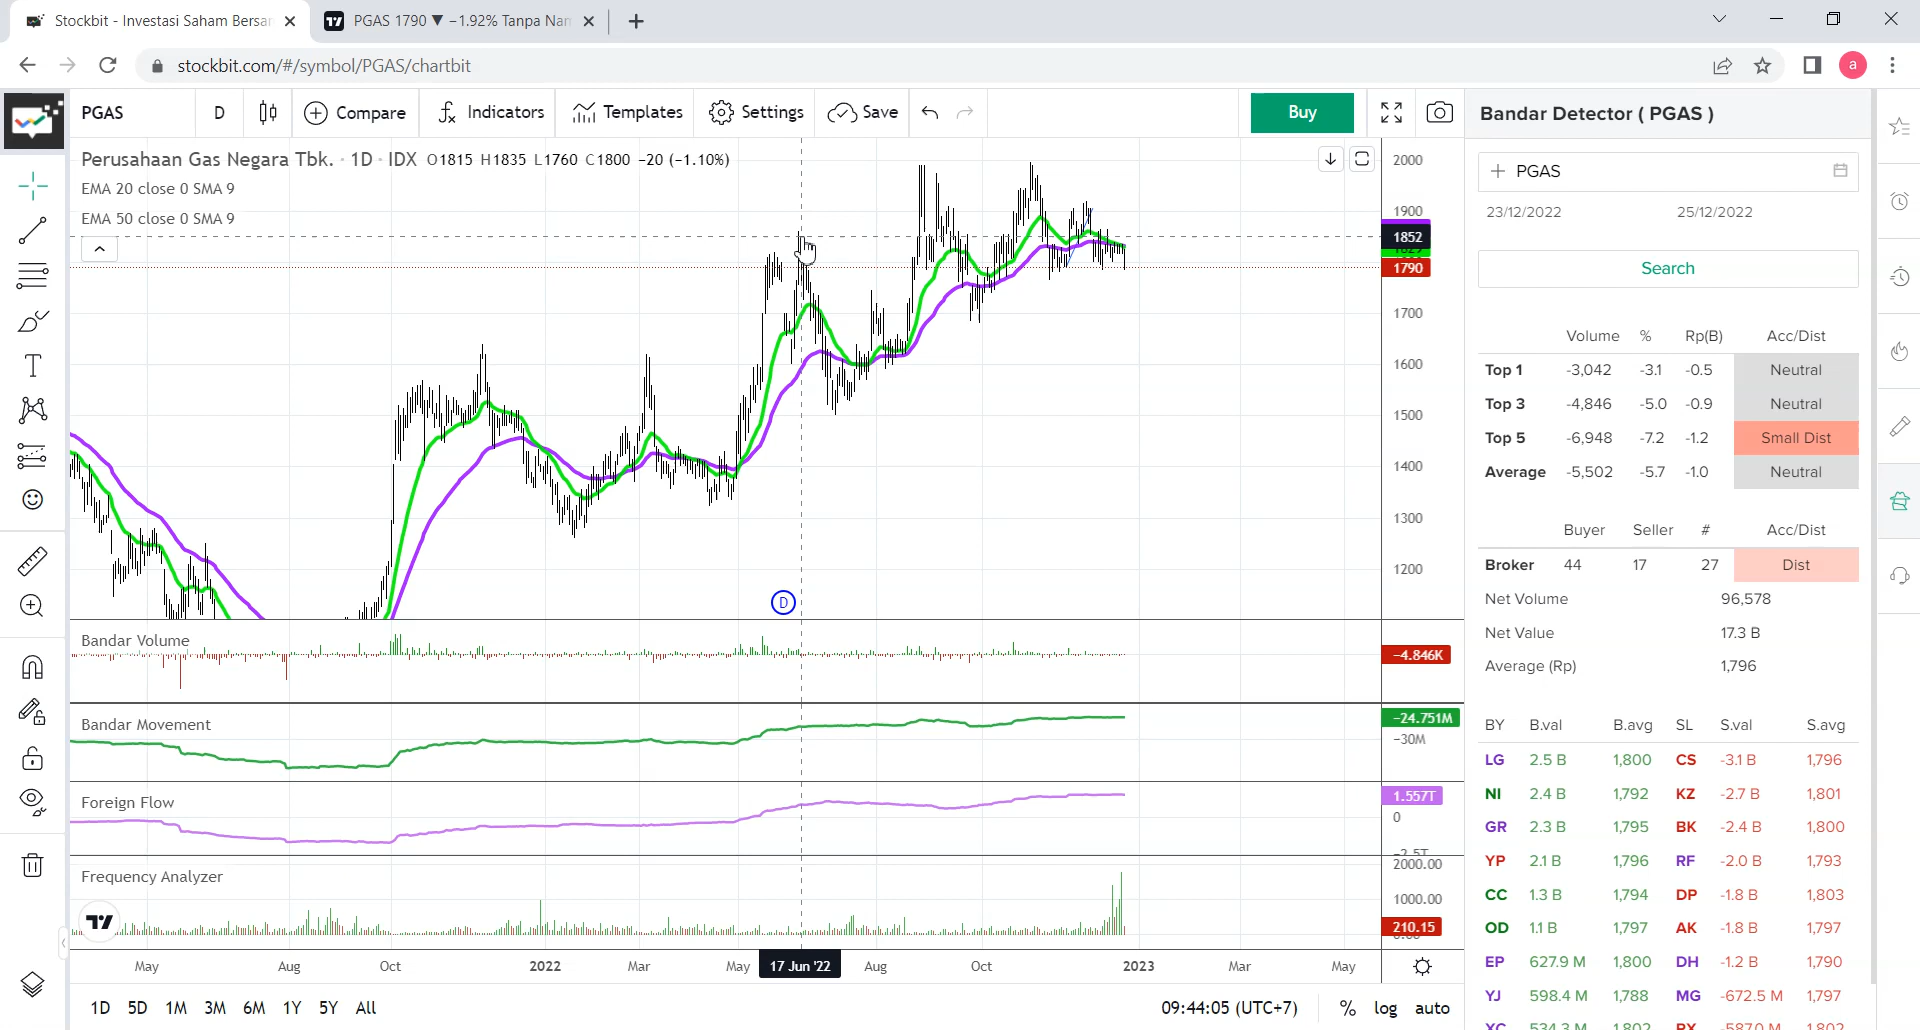 Stockbit - Investasi Saham Bersar
PGAS 1790 ▼ −1.92% Tanpa Nan
stockbit.com/#/symbol/PGAS/chartbit
a
PGAS
D
Compare
Indicators
Templates
Settings
Save
Buy
Perusahaan Gas Negara Tbk. · 1D · IDX O1815 H1835 L1760 C1800 −20 (−1.10%)
EMA 20 close 0 SMA 9
EMA 50 close 0 SMA 9
2000
1900
1852
1790
1700
1600
1500
1400
1300
1200
D
Bandar Volume
−4.846K
Bandar Movement
−24.751M
−30M
Foreign Flow
1.557T
0
−2.5T
Frequency Analyzer
2000.00
1000.00
210.15
May
Aug
Oct
2022
Mar
May
17 Jun '22
Aug
Oct
2023
Mar
May
1D 5D 1M 3M 6M 1Y 5Y All
09:44:05 (UTC+7)
% log auto
Bandar Detector ( PGAS )
PGAS
23/12/2022 25/12/2022
Search
Volume % Rp(B) Acc/Dist
Top 1 -3,042 -3.1 -0.5 Neutral
Top 3 -4,846 -5.0 -0.9 Neutral
Top 5 -6,948 -7.2 -1.2 Small Dist
Average -5,502 -5.7 -1.0 Neutral
Buyer Seller # Acc/Dist
Broker 44 17 27 Dist
Net Volume 96,578
Net Value 17.3 B
Average (Rp) 1,796
BY B.val B.avg SL S.val S.avg
LG 2.5 B 1,800 CS -3.1 B 1,796
NI 2.4 B 1,792 KZ -2.7 B 1,801
GR 2.3 B 1,795 BK -2.4 B 1,800
YP 2.1 B 1,796 RF -2.0 B 1,793
CC 1.3 B 1,794 DP -1.8 B 1,803
OD 1.1 B 1,797 AK -1.8 B 1,797
EP 627.9 M 1,800 DH -1.2 B 1,790
YJ 598.4 M 1,788 MG -672.5 M 1,797
XC 534.3 M 1,802 PX -587.0 M 1,802